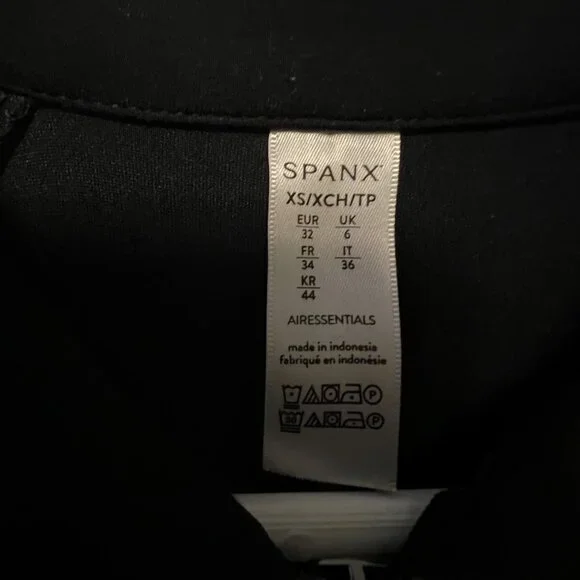 SPANX
XS/XCH/TP
EUR UK
32 6
FR IT
34 36
KR
44
AIRESSENTIALS
made in indonesia
fabriqué en indonésie
P
30 P